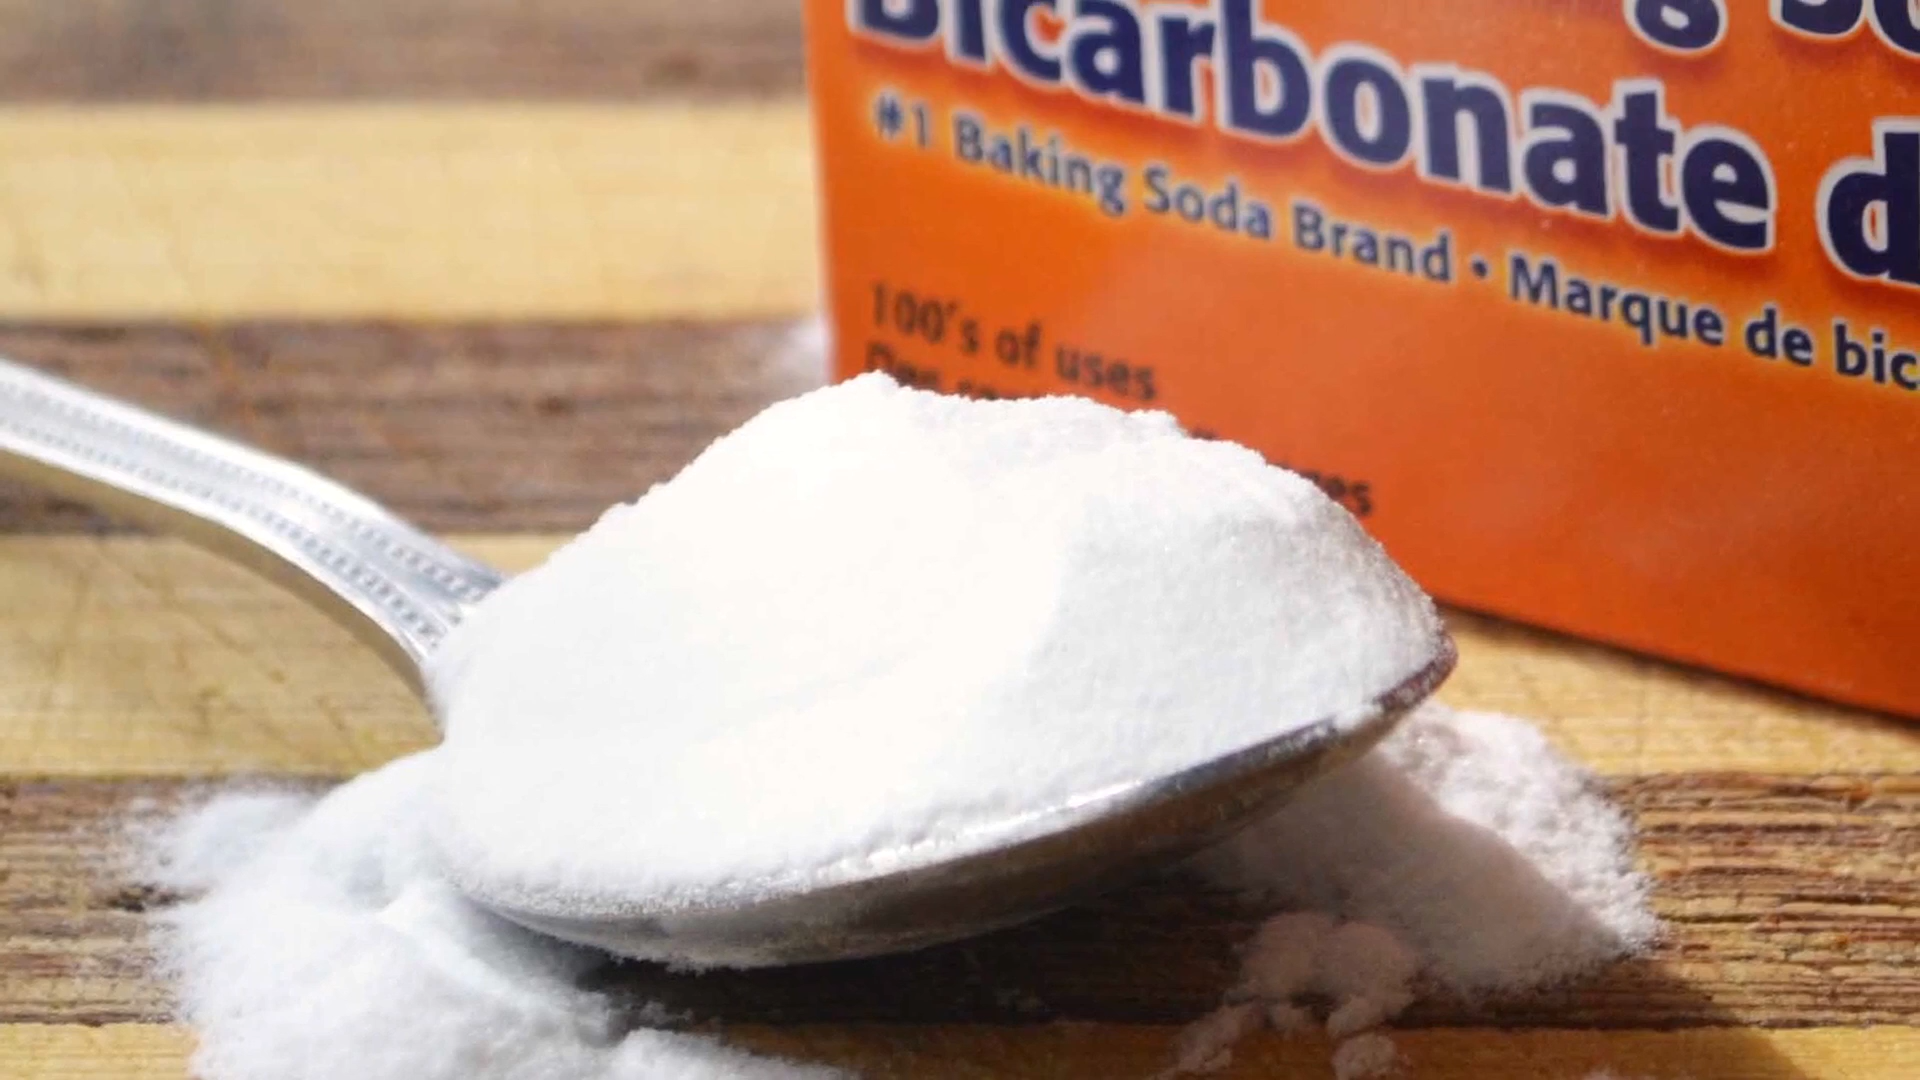 Bicarbonate d
#1 Baking Soda Brand • Marque de bic
100's of uses